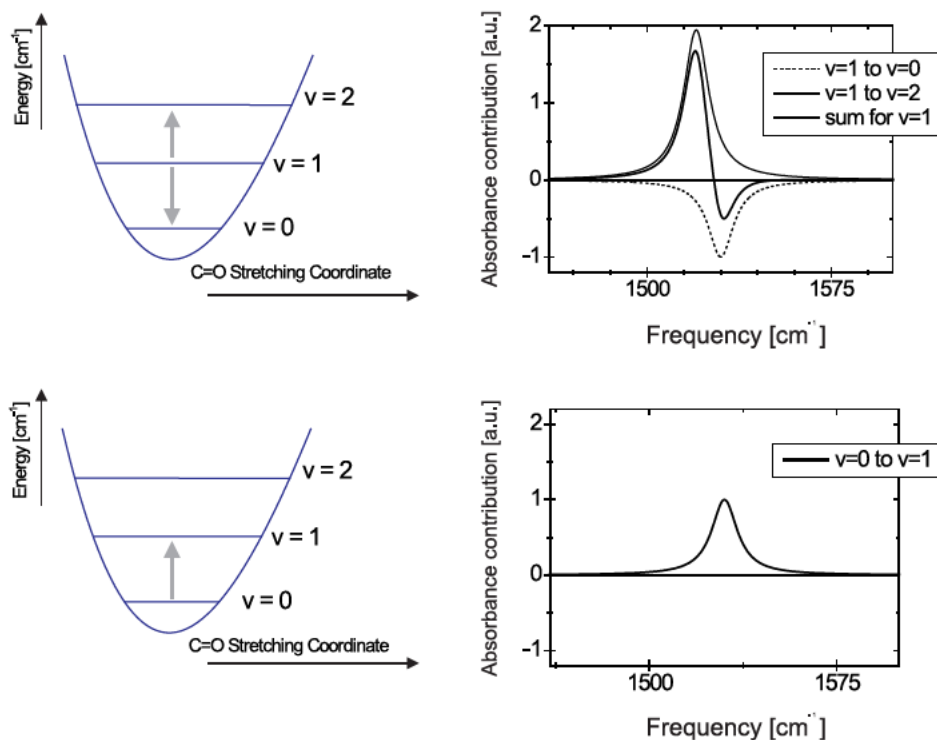 Energy [cm⁻¹]
v = 2
v = 1
v = 0
C=O Stretching Coordinate
Absorbance contribution [a.u.]
2
1
0
−1
v=1 to v=0
v=1 to v=2
sum for v=1
1500
1575
Frequency [cm⁻¹]
Energy [cm⁻¹]
v = 2
v = 1
v = 0
C=O Stretching Coordinate
Absorbance contribution [a.u.]
2
1
0
−1
v=0 to v=1
1500
1575
Frequency [cm⁻¹]